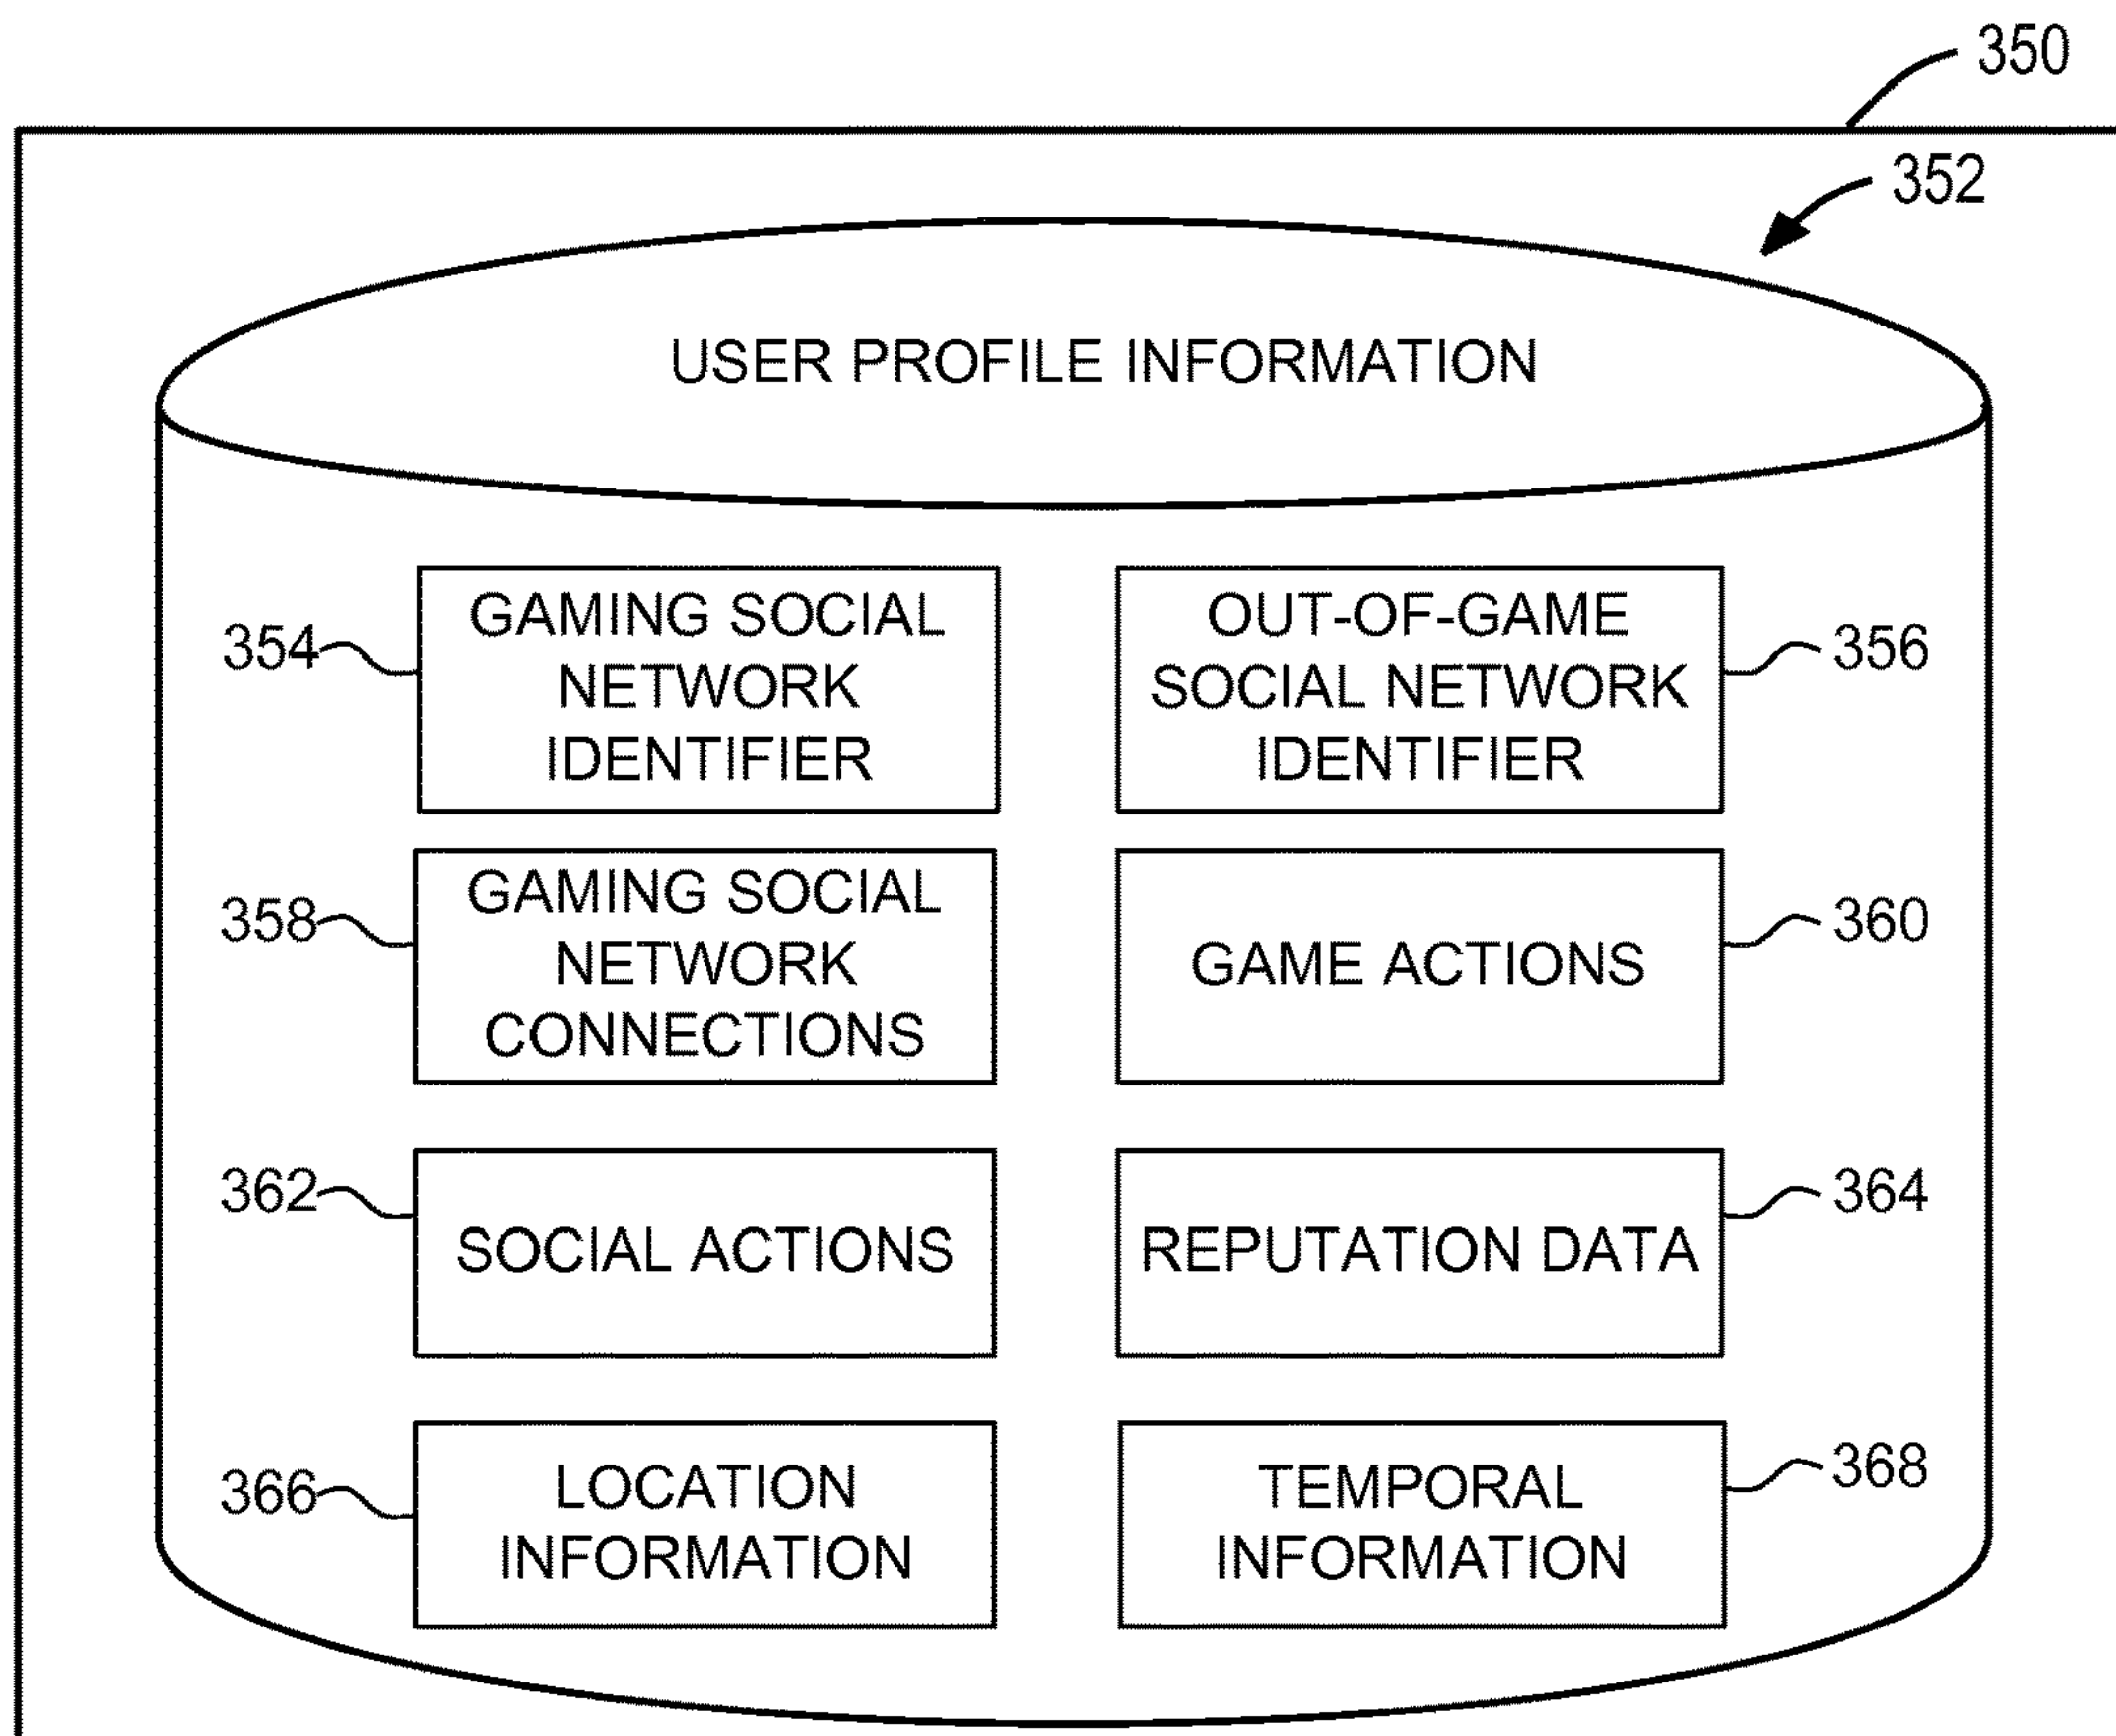 350
352
USER PROFILE INFORMATION
354
GAMING SOCIAL
NETWORK
IDENTIFIER
OUT-OF-GAME
SOCIAL NETWORK
IDENTIFIER
356
358
GAMING SOCIAL
NETWORK
CONNECTIONS
GAME ACTIONS
360
362
SOCIAL ACTIONS
REPUTATION DATA
364
366
LOCATION
INFORMATION
TEMPORAL
INFORMATION
368